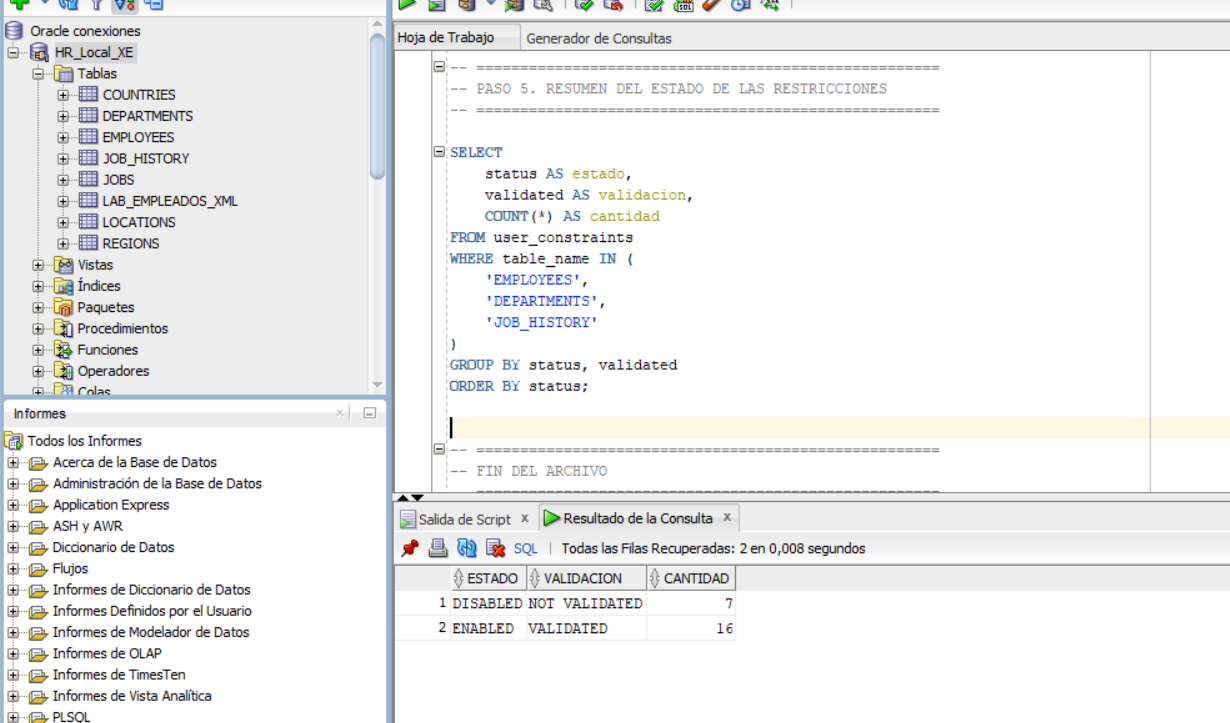 Oracle conexiones
HR_Local_XE
Tablas
COUNTRIES
DEPARTMENTS
EMPLOYEES
JOB_HISTORY
JOBS
LAB_EMPLEADOS_XML
LOCATIONS
REGIONS
Vistas
Índices
Paquetes
Procedimientos
Funciones
Operadores
Colas
Informes
Todos los Informes
Acerca de la Base de Datos
Administración de la Base de Datos
Application Express
ASH y AWR
Diccionario de Datos
Flujos
Informes de Diccionario de Datos
Informes Definidos por el Usuario
Informes de Modelador de Datos
Informes de OLAP
Informes de TimesTen
Informes de Vista Analítica
PLSQL
Hoja de Trabajo Generador de Consultas
-- =====================================================
-- PASO 5. RESUMEN DEL ESTADO DE LAS RESTRICCIONES
-- =====================================================
SELECT
status AS estado,
validated AS validacion,
COUNT(*) AS cantidad
FROM user_constraints
WHERE table_name IN (
'EMPLOYEES',
'DEPARTMENTS',
'JOB_HISTORY'
)
GROUP BY status, validated
ORDER BY status;
-- =====================================================
-- FIN DEL ARCHIVO
Salida de Script x Resultado de la Consulta x
SQL | Todas las Filas Recuperadas: 2 en 0,008 segundos
ESTADO VALIDACION CANTIDAD
1 DISABLED NOT VALIDATED 7
2 ENABLED VALIDATED 16